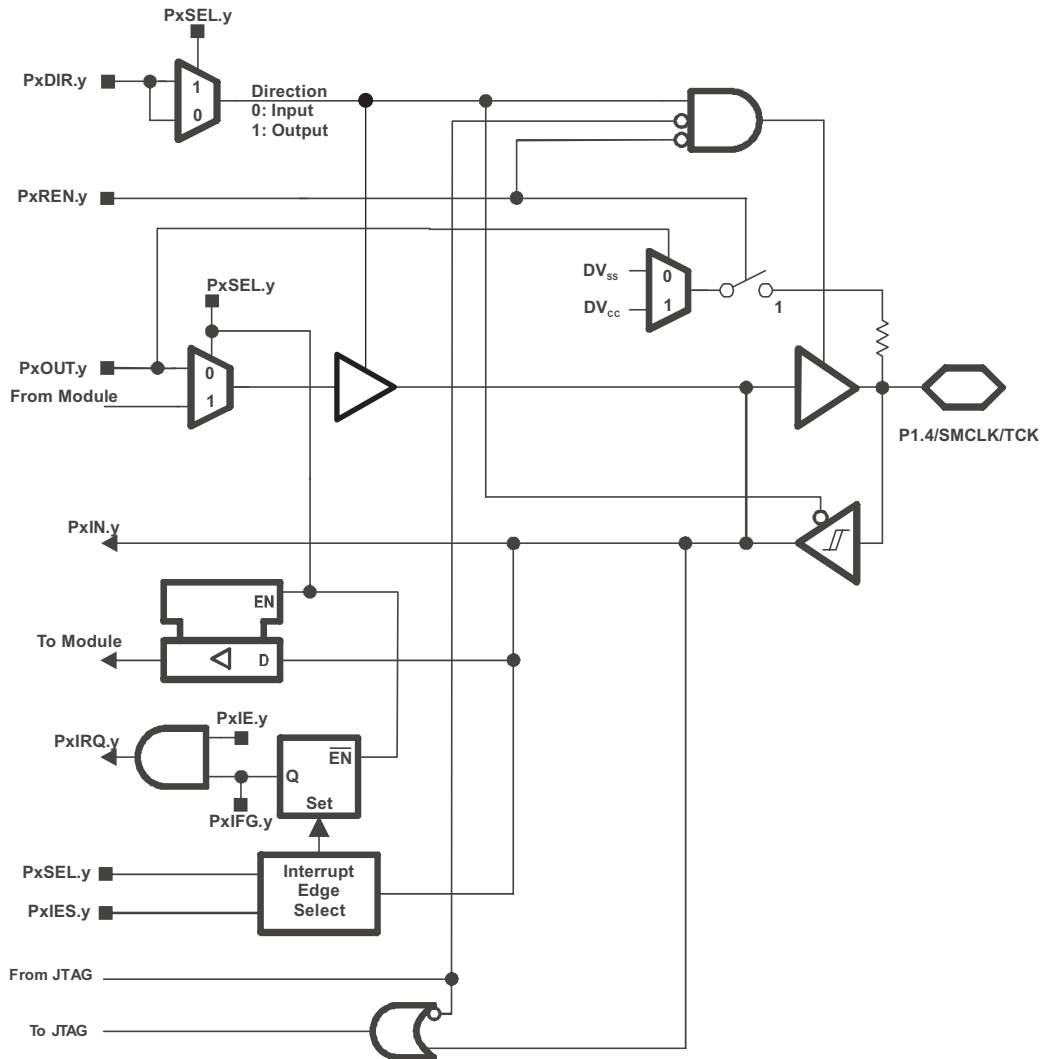 PxSEL.y
PxDIR.y
1
0
Direction
0: Input
1: Output
PxREN.y
DVss
0
DVcc
1
1
PxSEL.y
PxOUT.y
0
From Module
1
P1.4/SMCLK/TCK
PxIN.y
EN
To Module
D
PxIE.y
PxIRQ.y
EN
Q
Set
PxIFG.y
PxSEL.y
Interrupt
Edge
Select
PxIES.y
From JTAG
To JTAG